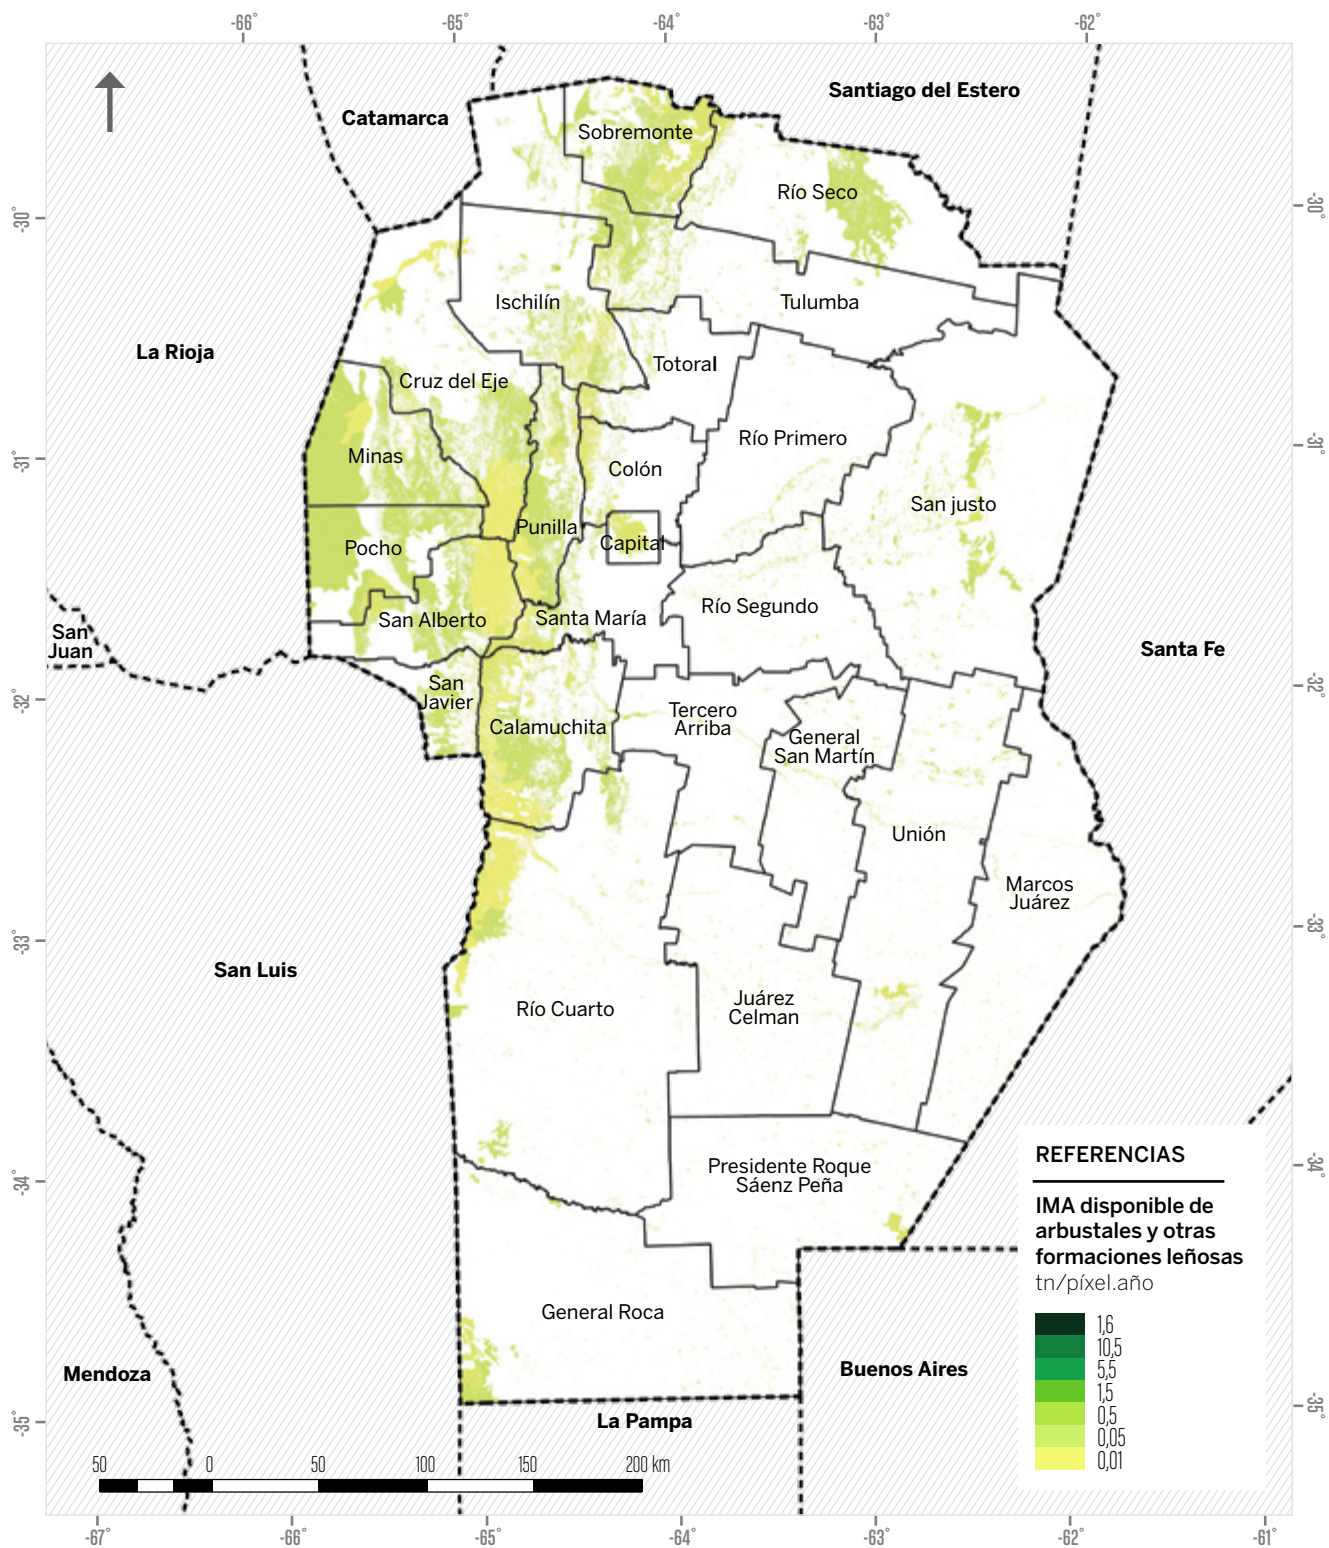 -66°
-65°
-64°
-63°
-62°
Santiago del Estero
Catamarca
Sobremonte
Río Seco
-30°
-30°
Ischilín
Tulumba
La Rioja
Totoral
Cruz del Eje
Río Primero
-31°
-31°
Minas
Colón
San justo
Punilla
Capital
Pocho
Río Segundo
San Alberto
Santa María
San
Juan
Santa Fe
-32°
-32°
San
Javier
Calamuchita
Tercero
Arriba
General
San Martín
Unión
Marcos
Juárez
-33°
-33°
San Luis
Río Cuarto
Juárez
Celman
-34°
-34°
Presidente Roque
Sáenz Peña
REFERENCIAS
IMA disponible de
arbustales y otras
formaciones leñosas
tn/píxel.año
1,6
10,5
5,5
1,5
0,5
0,05
0,01
General Roca
Mendoza
Buenos Aires
-35°
-35°
La Pampa
50
0
50
100
150
200 km
-67°
-66°
-65°
-64°
-63°
-62°
-61°